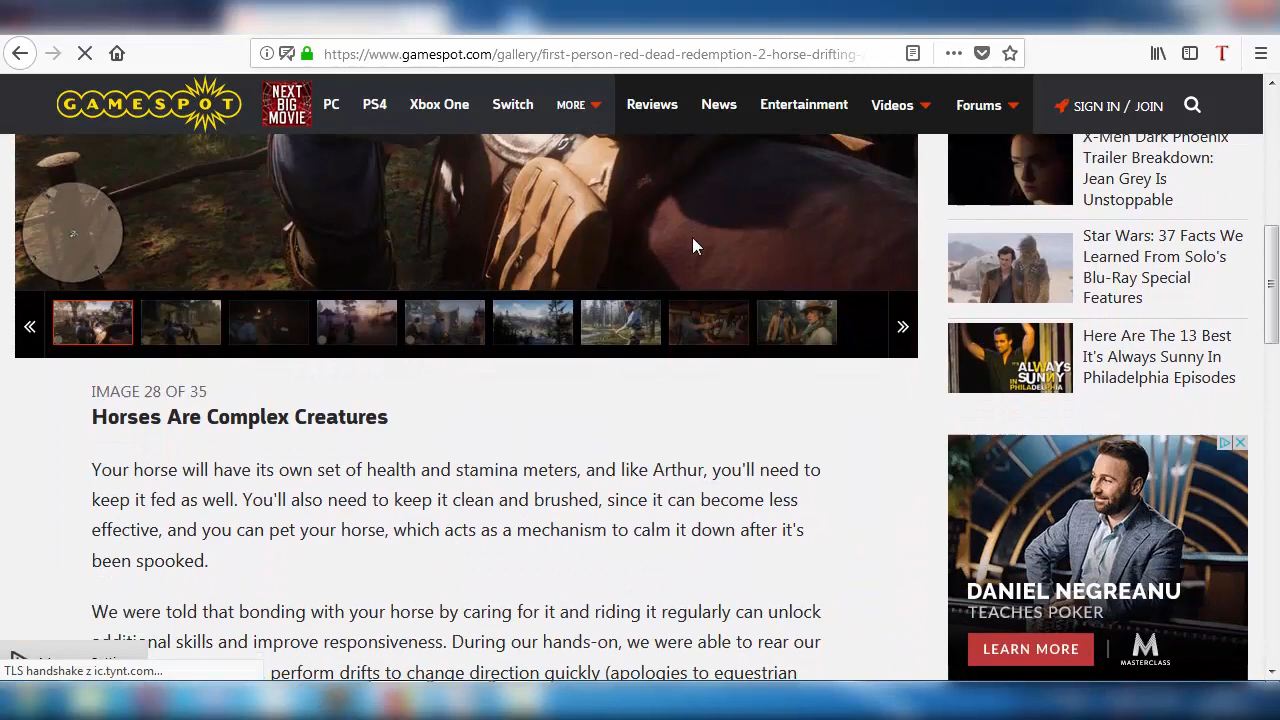 https://www.gamespot.com/gallery/first-person-red-dead-redemption-2-horse-drifting-
GAMESPOT
NEXT BIG MOVIE
PC
PS4
Xbox One
Switch
MORE
Reviews
News
Entertainment
Videos
Forums
SIGN IN / JOIN
X-Men Dark Phoenix
Trailer Breakdown:
Jean Grey Is
Unstoppable
Star Wars: 37 Facts We
Learned From Solo's
Blu-Ray Special
Features
IT'S ALWAYS SUNNY IN PHILADELPHIA
Here Are The 13 Best
It's Always Sunny In
Philadelphia Episodes
IMAGE 28 OF 35
Horses Are Complex Creatures
Your horse will have its own set of health and stamina meters, and like Arthur, you'll need to
keep it fed as well. You'll also need to keep it clean and brushed, since it can become less
effective, and you can pet your horse, which acts as a mechanism to calm it down after it's
been spooked.
We were told that bonding with your horse by caring for it and riding it regularly can unlock
additional skills and improve responsiveness. During our hands-on, we were able to rear our
perform drifts to change direction quickly (apologies to equestrian
DANIEL NEGREANU
TEACHES POKER
LEARN MORE
M
MASTERCLASS
TLS handshake z ic.tynt.com...